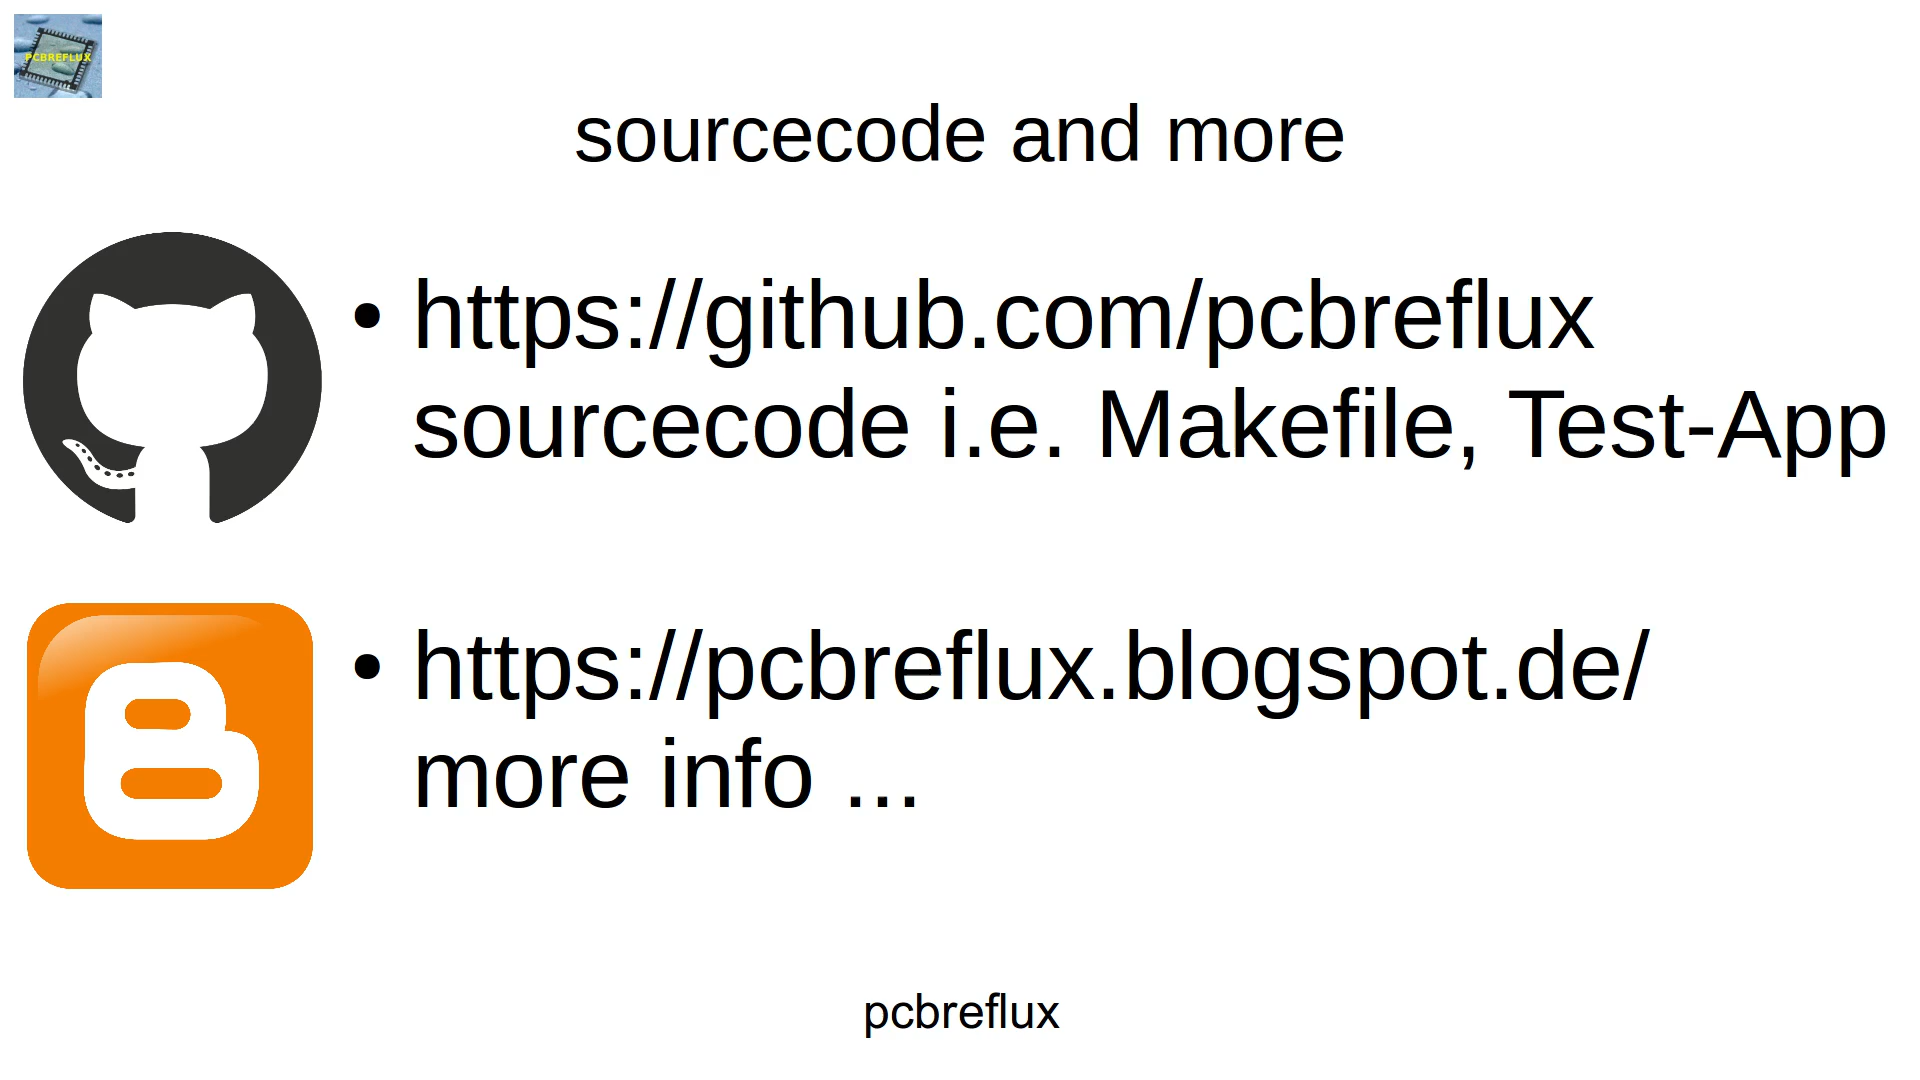 PCBREFLUX
sourcecode and more
• https://github.com/pcbreflux
sourcecode i.e. Makefile, Test-App
• https://pcbreflux.blogspot.de/
more info ...
pcbreflux